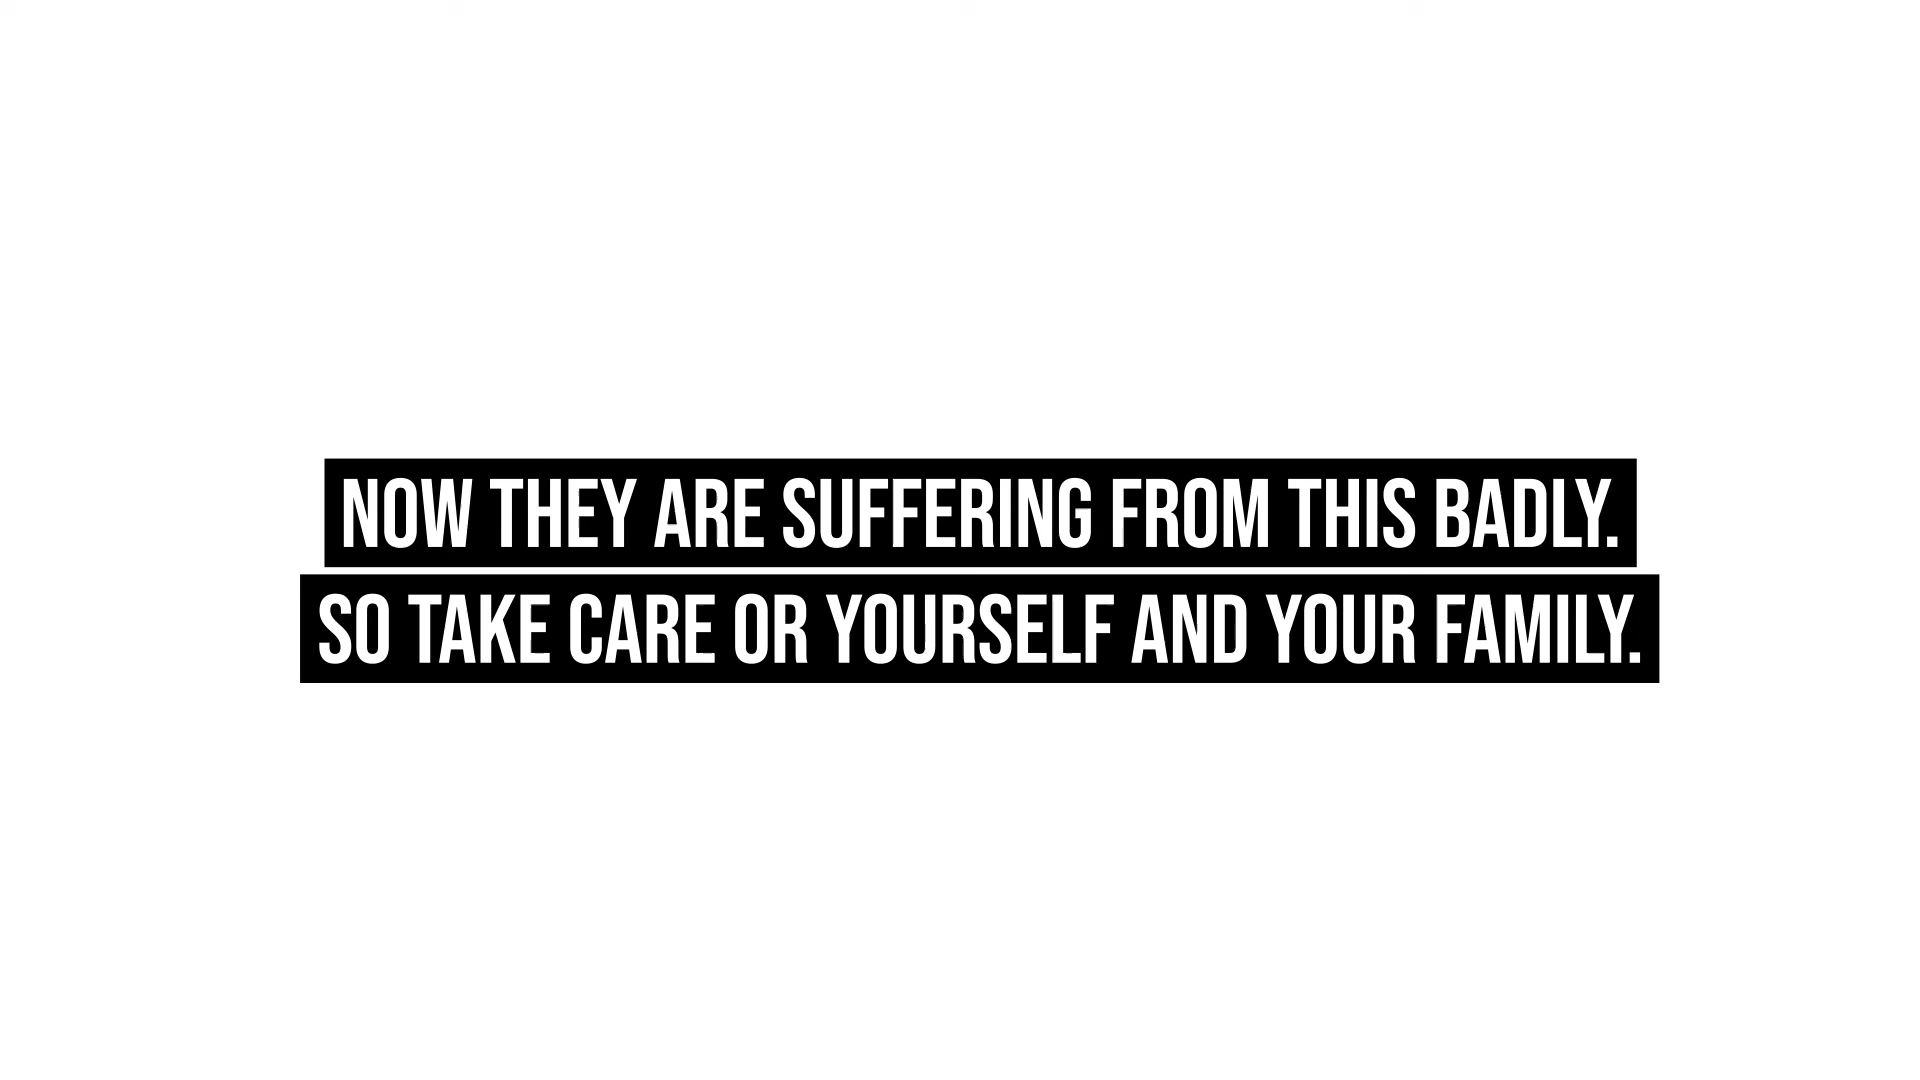 NOW THEY ARE SUFFERING FROM THIS BADLY.
SO TAKE CARE OR YOURSELF AND YOUR FAMILY.